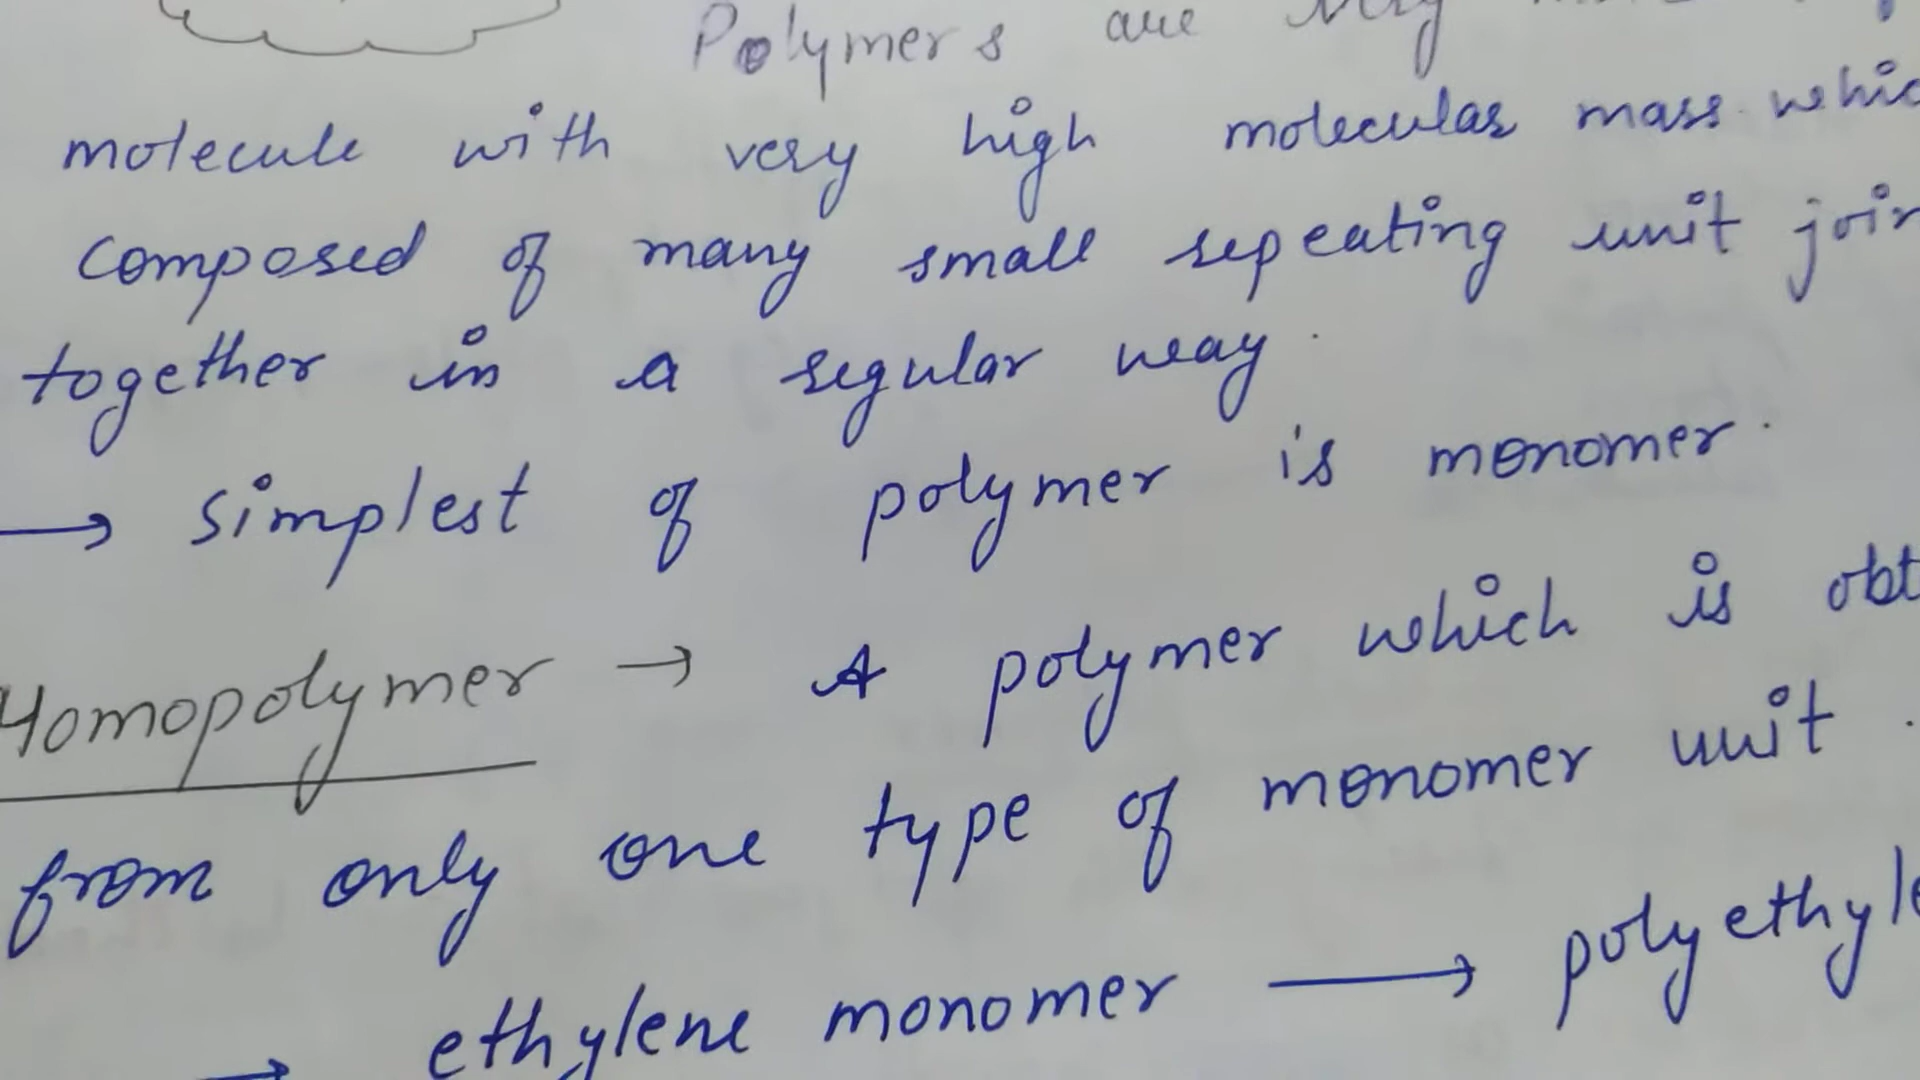 Polymers are very
molecule with very high molecular mass which
composed of many small repeating unit join
together in a regular way.
→ simplest of polymer is monomer.
Homopolymer → A polymer which is obt
from only one type of monomer unit.
→ ethylene monomer → polyethyle